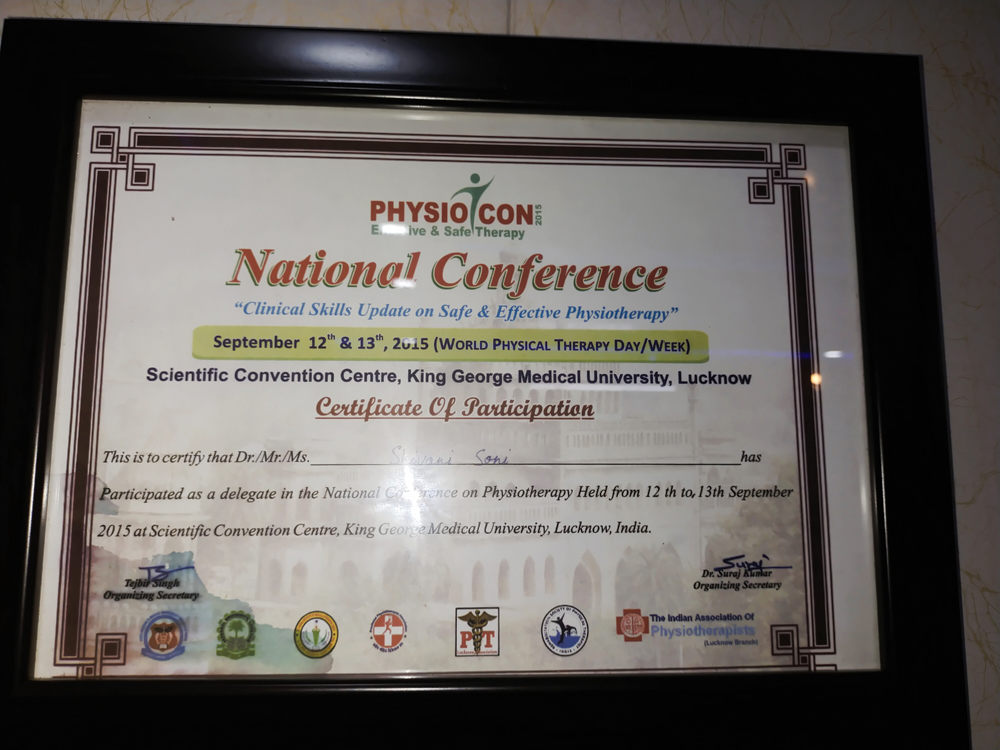 PHYSIO CON 2015
Effective & Safe Therapy
National Conference
"Clinical Skills Update on Safe & Effective Physiotherapy"
September 12th & 13th, 2015 (WORLD PHYSICAL THERAPY DAY/WEEK)
Scientific Convention Centre, King George Medical University, Lucknow
Certificate Of Participation
This is to certify that Dr./Mr./Ms. Shivani Soni has
Participated as a delegate in the National Conference on Physiotherapy Held from 12 th to, 13th September
2015 at Scientific Convention Centre, King George Medical University, Lucknow, India.
Tejbir Singh
Organizing Secretary
Dr. Suraj Kumar
Organizing Secretary
PT
The Indian Association Of
Physiotherapists
(Lucknow Branch)